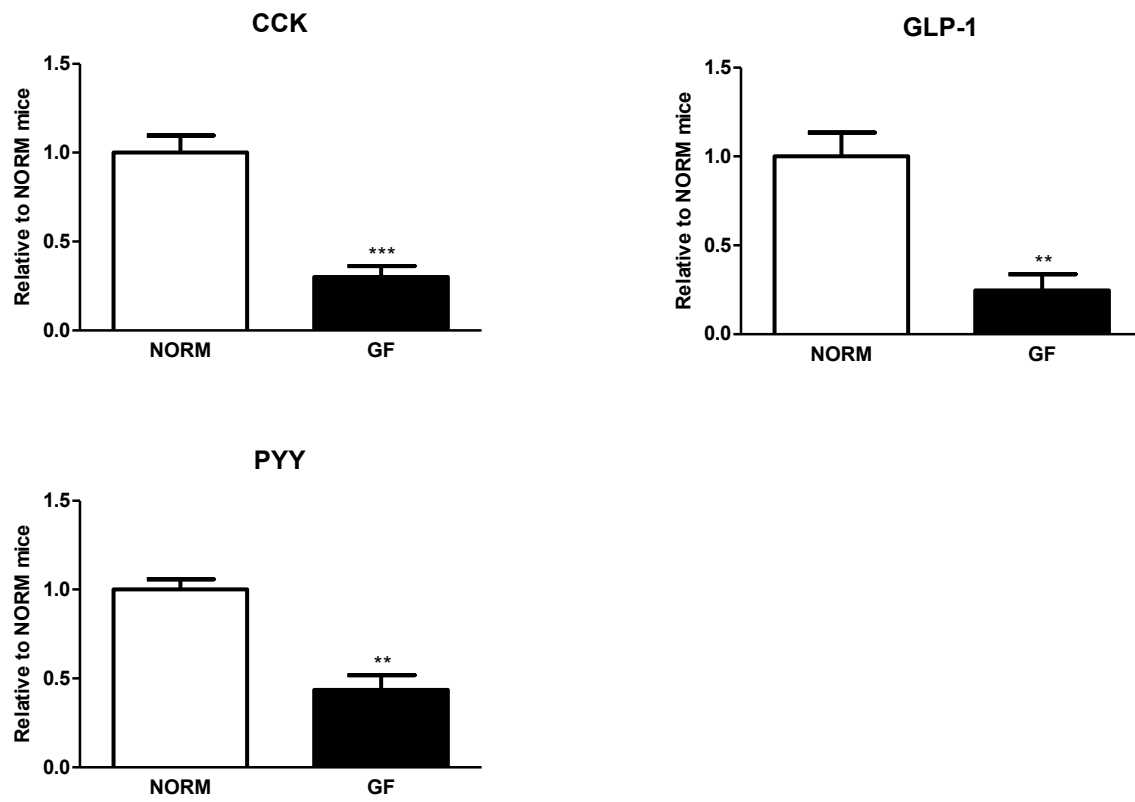 CCK
Relative to NORM mice
1.5
1.0
0.5
0.0
***
NORM GF
GLP-1
Relative to NORM mice
1.5
1.0
0.5
0.0
**
NORM GF
PYY
Relative to NORM mice
1.5
1.0
0.5
0.0
**
NORM GF